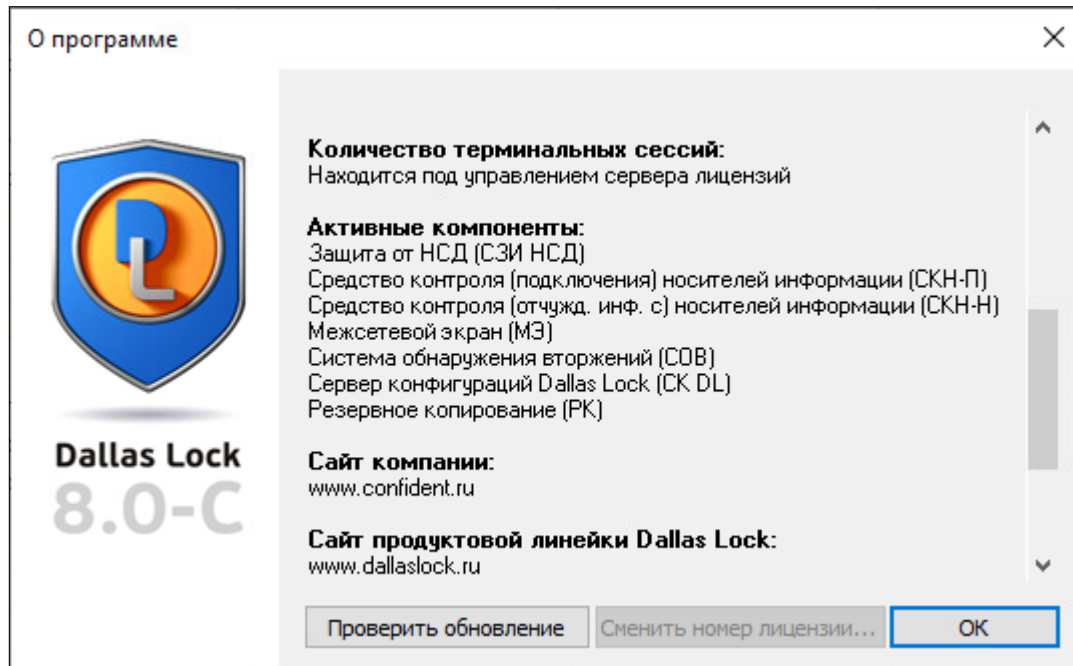 О программе
Количество терминальных сессий:
Находится под управлением сервера лицензий
Активные компоненты:
Защита от НСД (СЗИ НСД)
Средство контроля (подключения) носителей информации (СКН-П)
Средство контроля (отчужд. инф. с) носителей информации (СКН-Н)
Межсетевой экран (МЭ)
Система обнаружения вторжений (СОВ)
Сервер конфигураций Dallas Lock (СК DL)
Резервное копирование (РК)
Сайт компании:
www.confident.ru
Сайт продуктовой линейки Dallas Lock:
www.dallaslock.ru
DL
Dallas Lock
8.0-C
Проверить обновление
Сменить номер лицензии...
ОК